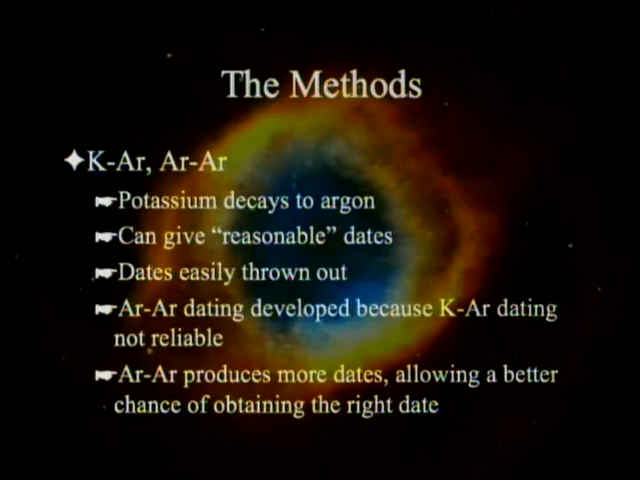 The Methods
K-Ar, Ar-Ar
Potassium decays to argon
Can give “reasonable” dates
Dates easily thrown out
Ar-Ar dating developed because K-Ar dating
not reliable
Ar-Ar produces more dates, allowing a better
chance of obtaining the right date